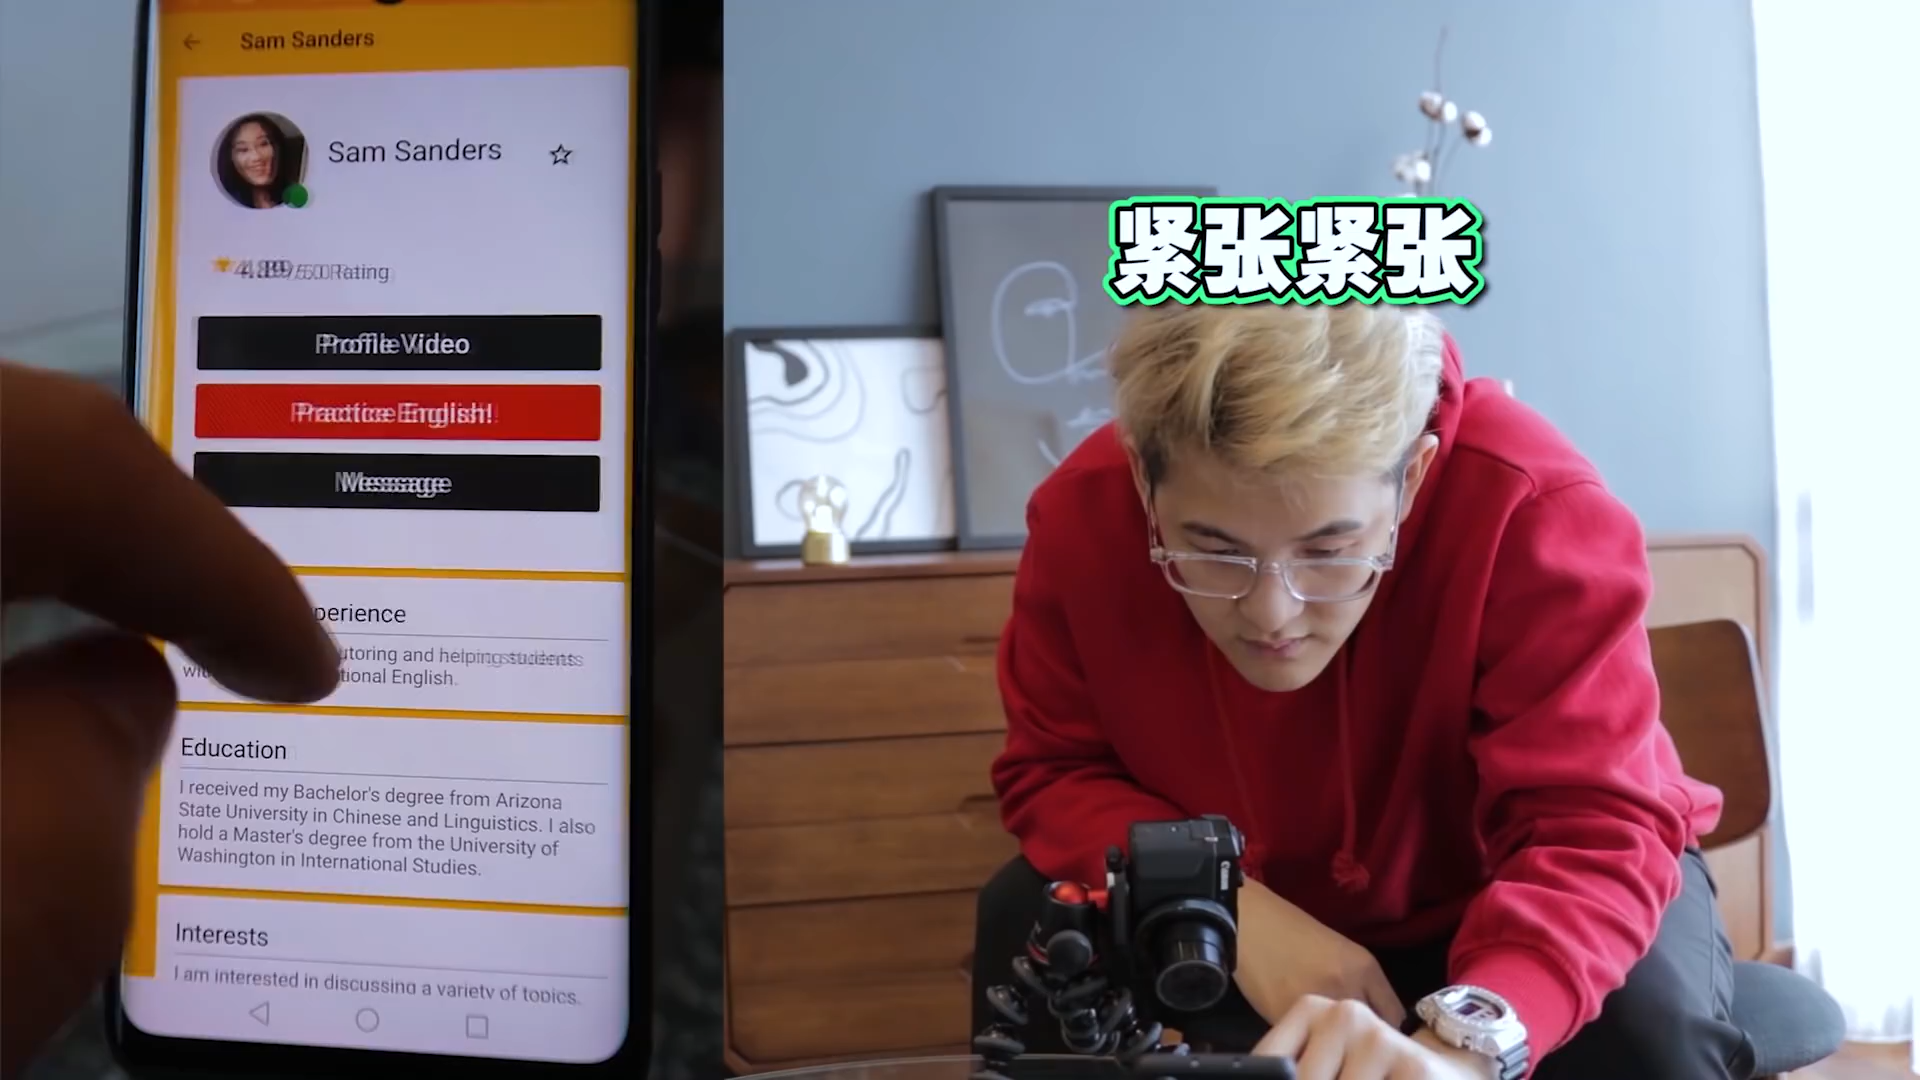 Sam Sanders
Sam Sanders
Rating
Profile Video
Practice English!
Message
perience
utoring and helping students
tional English.
Education
I received my Bachelor's degree from Arizona
State University in Chinese and Linguistics. I also
hold a Master's degree from the University of
Washington in International Studies.
Interests
I am interested in discussing a variety of topics.
紧张紧张
Canon